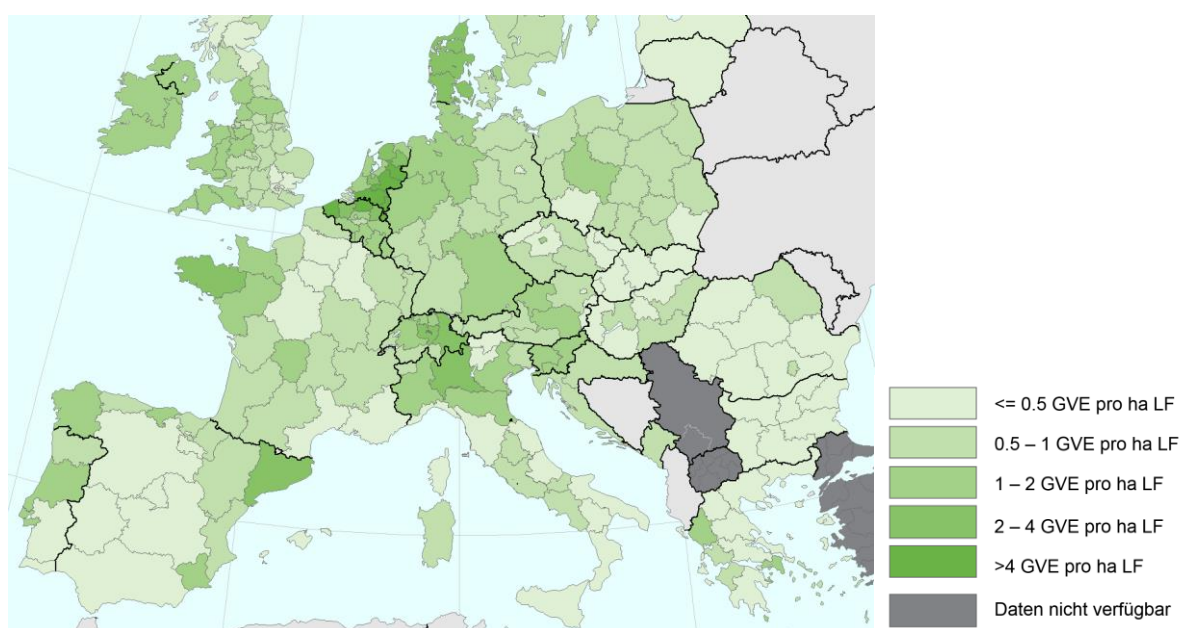 <= 0.5 GVE pro ha LF
0.5 – 1 GVE pro ha LF
1 – 2 GVE pro ha LF
2 – 4 GVE pro ha LF
>4 GVE pro ha LF
Daten nicht verfügbar